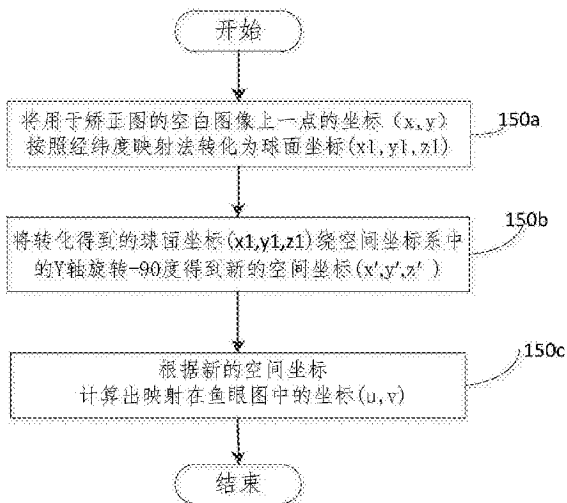 开始
将用于矫正图的空白图像上一点的坐标（x,y）
按照经纬度映射法转化为球面坐标(x1,y1,z1)
150a
将转化得到的球面坐标(x1,y1,z1)绕空间坐标系中
的Y轴旋转-90度得到新的空间坐标(x′,y′,z′ )
150b
根据新的空间坐标
计算出映射在鱼眼图中的坐标(u,v)
150c
结束